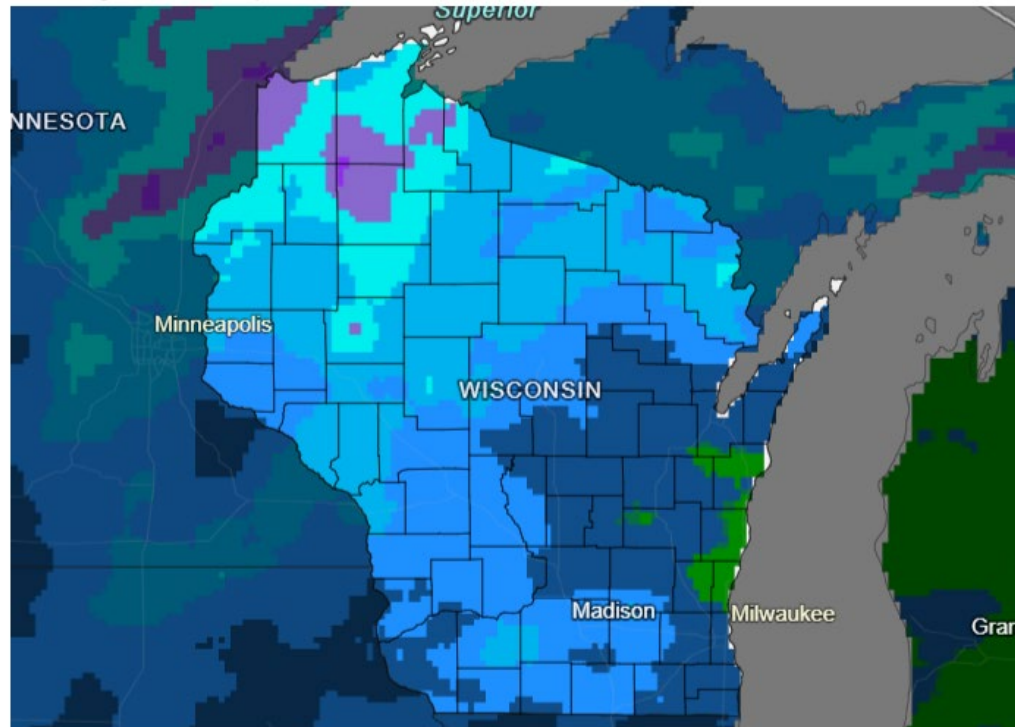 Superior
NNESOTA
Minneapolis
WISCONSIN
Madison
Milwaukee
Gran